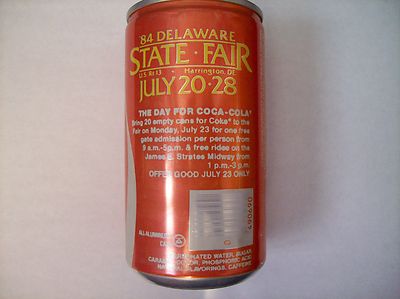 '84 DELAWARE
STATE · FAIR
U.S. Rt 13 · Harrington, DE
JULY 20·28
THE DAY FOR COCA-COLA®
Bring 20 empty cans for Coke® to the
Fair on Monday, July 23 for one free
gate admission per person from
9 a.m.-5p.m. & free rides on the
James E. Strates Midway from
1 p.m.-3 p.m.
OFFER GOOD JULY 23 ONLY
ALL-ALUMINUM
CAN
490690
0
CARBONATED WATER, SUGAR,
CARAMEL COLOR, PHOSPHORIC ACID,
NATURAL FLAVORINGS, CAFFEINE